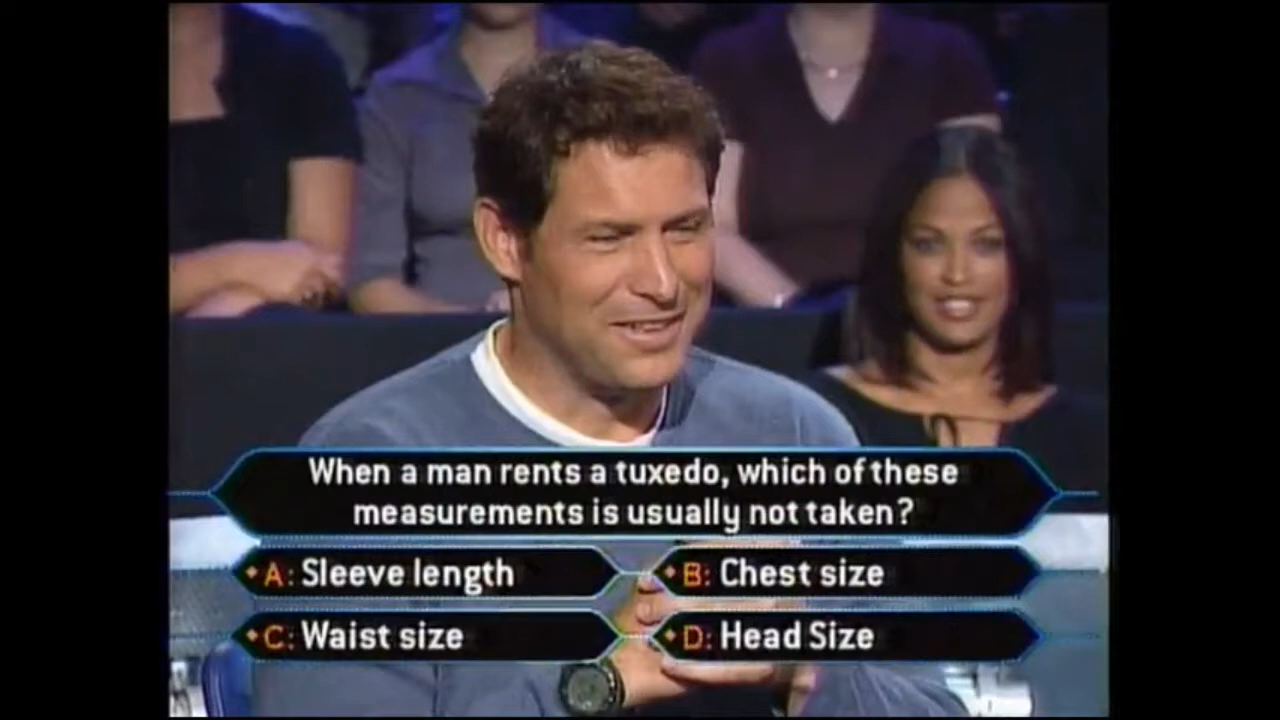 When a man rents a tuxedo, which of these
measurements is usually not taken?
A: Sleeve length
B: Chest size
C: Waist size
D: Head Size